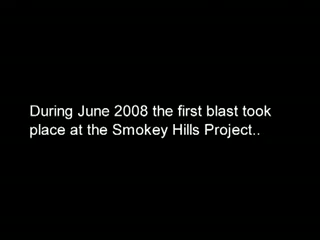 During June 2008 the first blast took
place at the Smokey Hills Project..